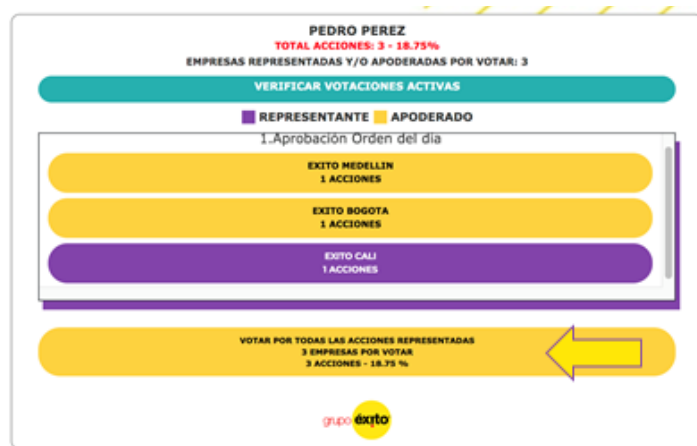 PEDRO PEREZ
TOTAL ACCIONES: 3 - 18.75%
EMPRESAS REPRESENTADAS Y/O APODERADAS POR VOTAR: 3
VERIFICAR VOTACIONES ACTIVAS
REPRESENTANTE APODERADO
1.Aprobación Orden del día
EXITO MEDELLIN
1 ACCIONES
EXITO BOGOTA
1 ACCIONES
EXITO CALI
1 ACCIONES
VOTAR POR TODAS LAS ACCIONES REPRESENTADAS
3 EMPRESAS POR VOTAR
3 ACCIONES - 18.75 %
grupo éxito